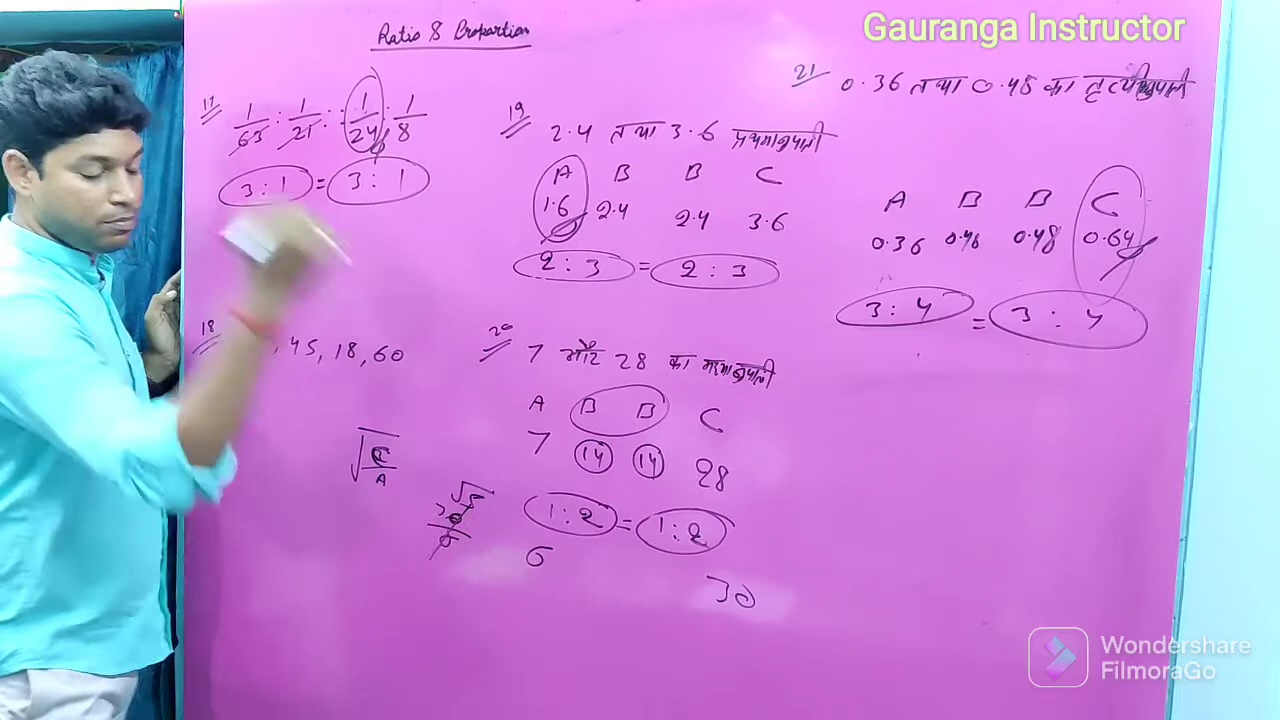 Gauranga Instructor
Ratio & Proportion
17 1/63 : 1/21 :: 1/24 : 1/8
3 : 1 = 3 : 1
18 , 45, 18, 60
√C/A
19 2.4 तथा 3.6
A B B C
1.6 2.4 2.4 3.6
2 : 3 = 2 : 3
20 7 और 28 का मध्यानुपाती
A B B C
7 14 14 28
1 : 2 = 1 : 2
6 30
21 0.36 तथा 0.48 का
A B B C
0.36 0.48 0.48 0.64
3 : 4 = 3 : 4
Wondershare
FilmoraGo